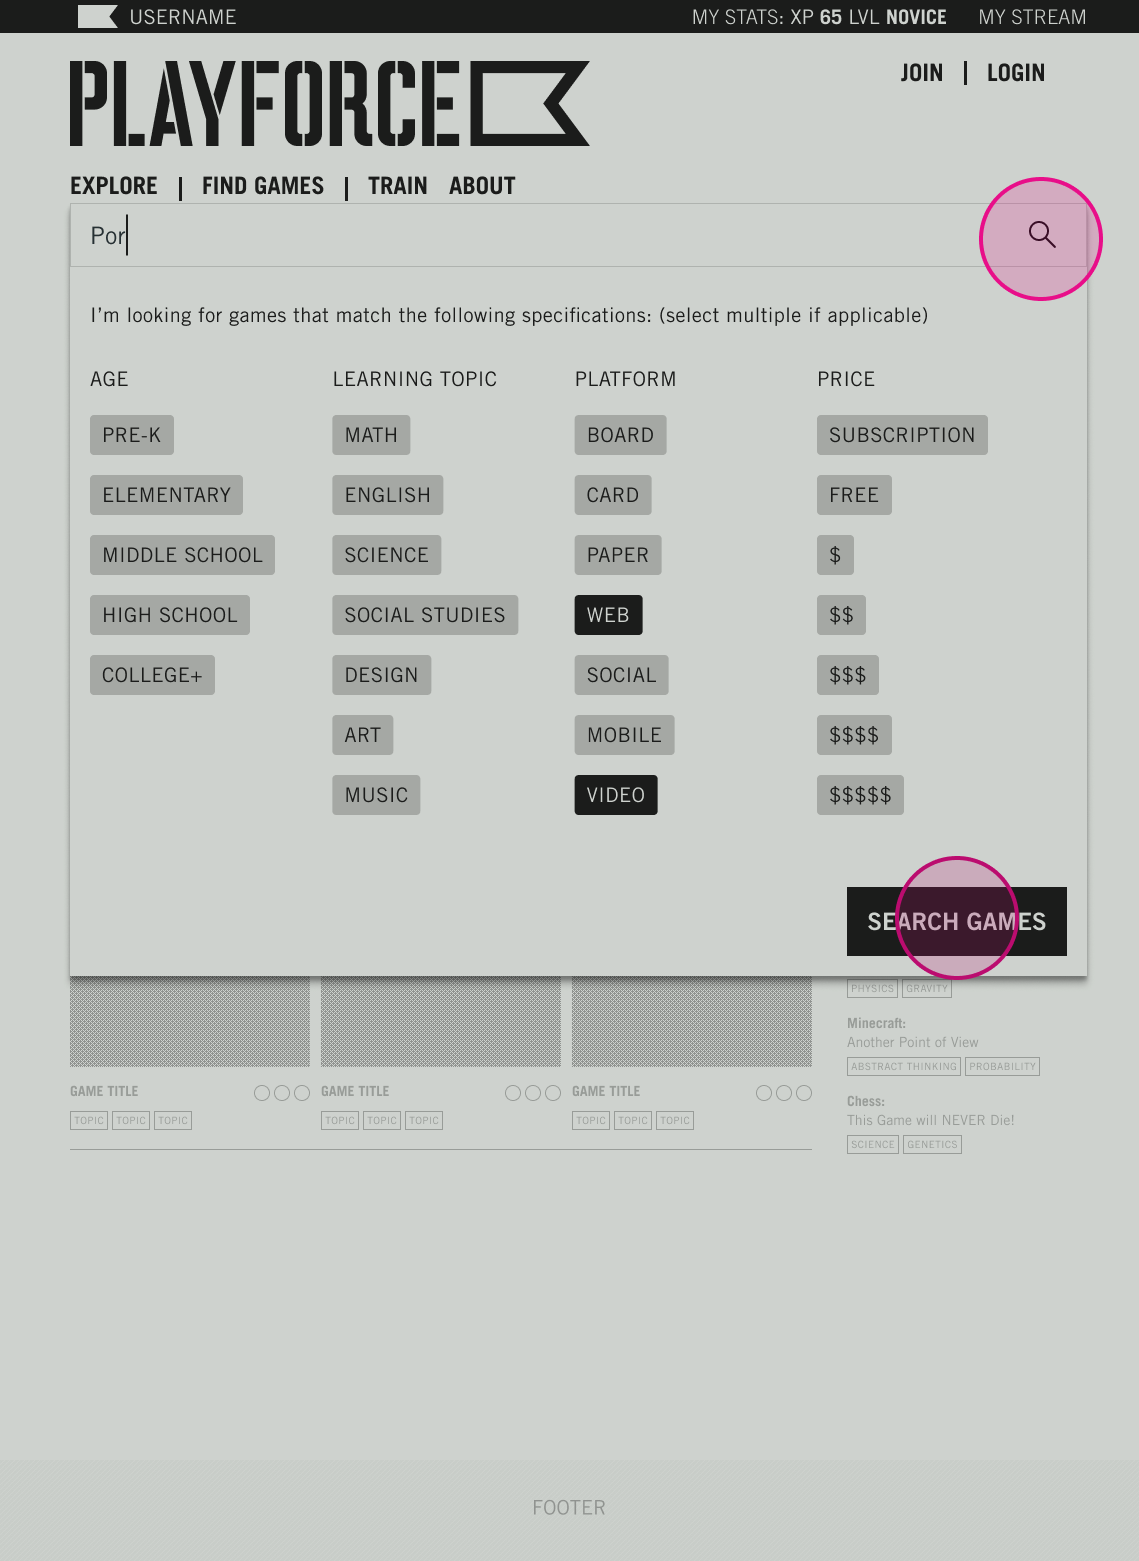 USERNAME
MY STATS: XP 65 LVL NOVICE MY STREAM
PLAYFORCE
JOIN | LOGIN
EXPLORE | FIND GAMES | TRAIN ABOUT
Por
I'm looking for games that match the following specifications: (select multiple if applicable)
AGE
PRE-K
ELEMENTARY
MIDDLE SCHOOL
HIGH SCHOOL
COLLEGE+
LEARNING TOPIC
MATH
ENGLISH
SCIENCE
SOCIAL STUDIES
DESIGN
ART
MUSIC
PLATFORM
BOARD
CARD
PAPER
WEB
SOCIAL
MOBILE
VIDEO
PRICE
SUBSCRIPTION
FREE
$
$$
$$$
$$$$
$$$$$
SEARCH GAMES
GAME TITLE
TOPIC TOPIC TOPIC
GAME TITLE
TOPIC TOPIC TOPIC
GAME TITLE
TOPIC TOPIC TOPIC
PHYSICS GRAVITY
Minecraft:
Another Point of View
ABSTRACT THINKING PROBABILITY
Chess:
This Game will NEVER Die!
SCIENCE GENETICS
FOOTER